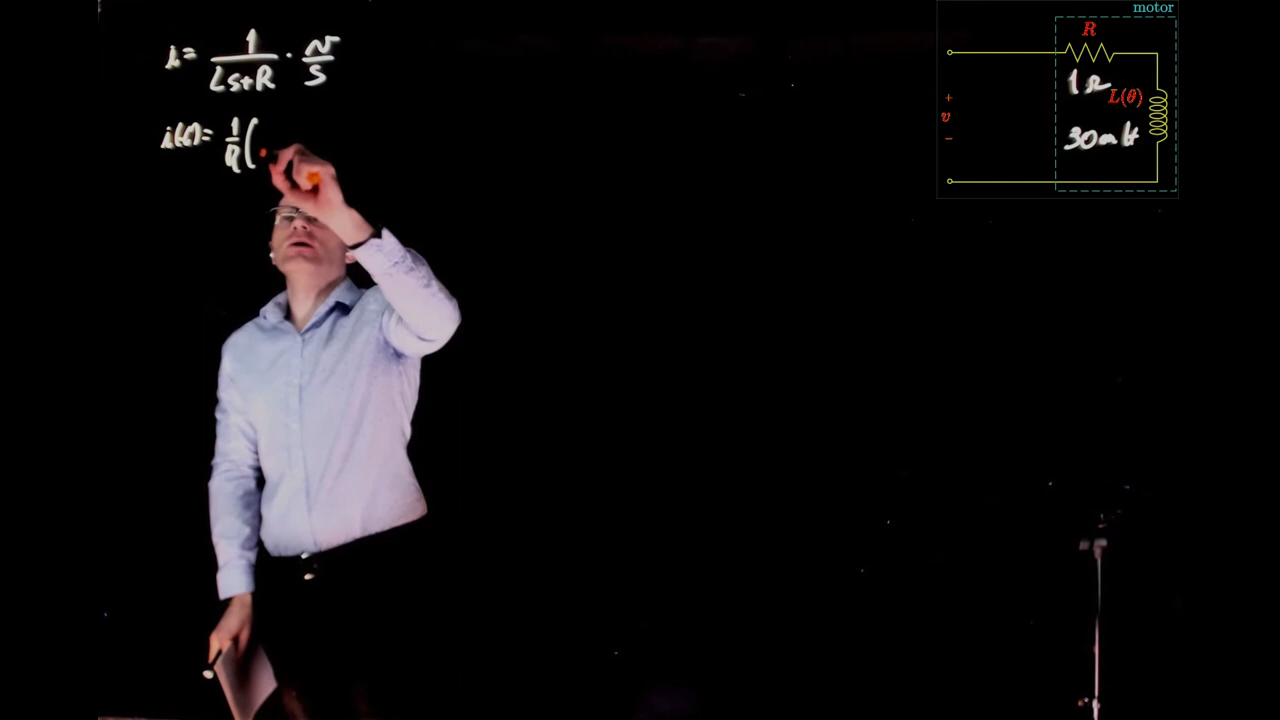 i = 1/(Ls+R) · v/s
i(t) = 1/R (
motor
R
1Ω
L(θ)
30mH
+
v
−